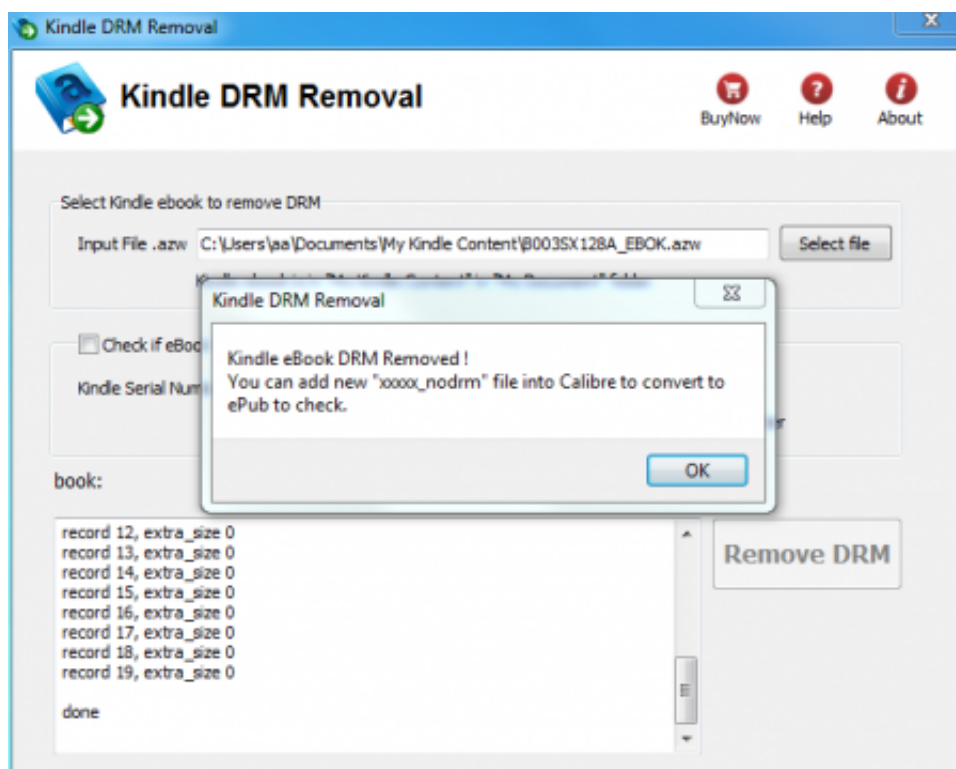 Kindle DRM Removal
Kindle DRM Removal
BuyNow Help About
Select Kindle ebook to remove DRM
Input File .azw C:\Users\aa\Documents\My Kindle Content\B003SX128A_EBOK.azw Select file
Kindle DRM Removal
Check if eBoo
Kindle eBook DRM Removed !
You can add new "xxxxx_nodrm" file into Calibre to convert to
ePub to check.
Kindle Serial Num
OK
book:
record 12, extra_size 0
record 13, extra_size 0
record 14, extra_size 0
record 15, extra_size 0
record 16, extra_size 0
record 17, extra_size 0
record 18, extra_size 0
record 19, extra_size 0
done
Remove DRM